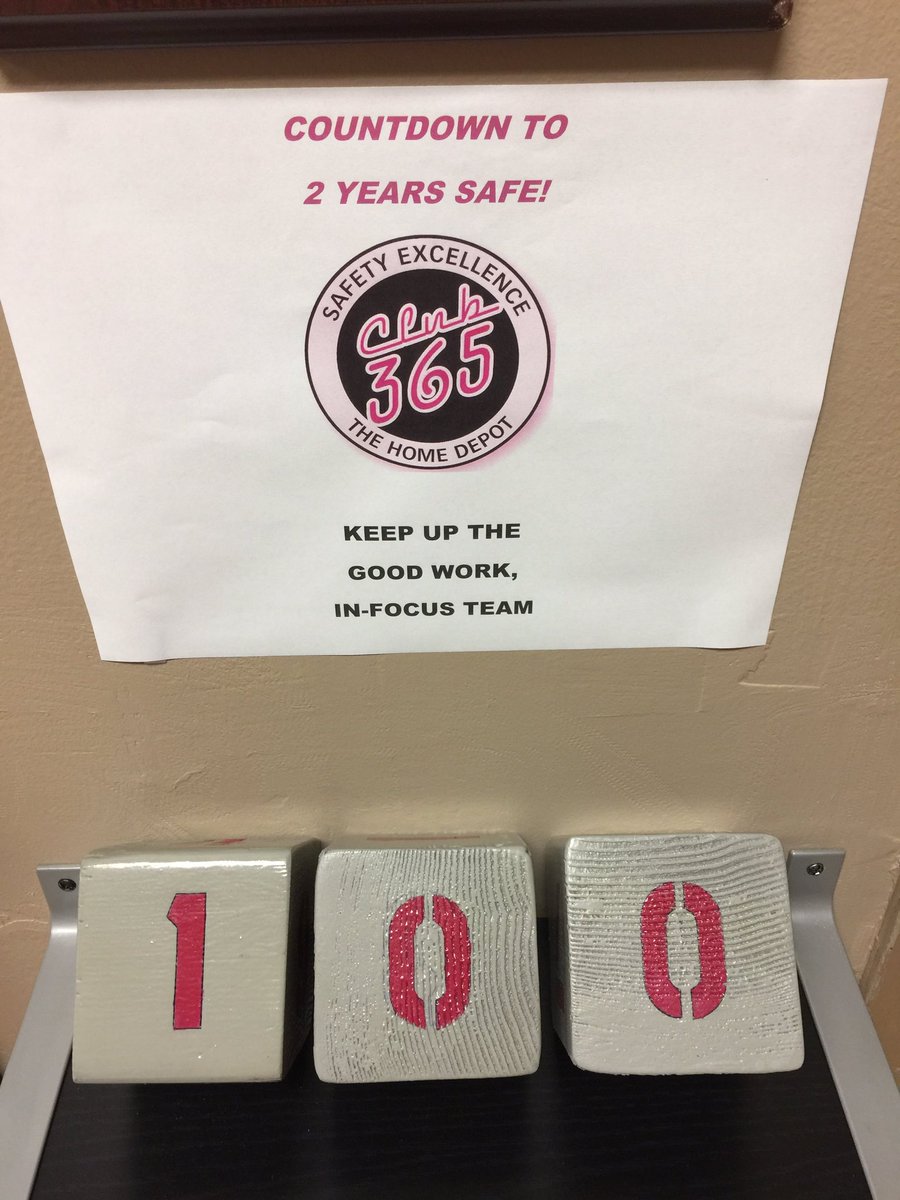 COUNTDOWN TO
2 YEARS SAFE!
SAFETY EXCELLENCE
Club
365
THE HOME DEPOT
KEEP UP THE
GOOD WORK,
IN-FOCUS TEAM
1 0 0